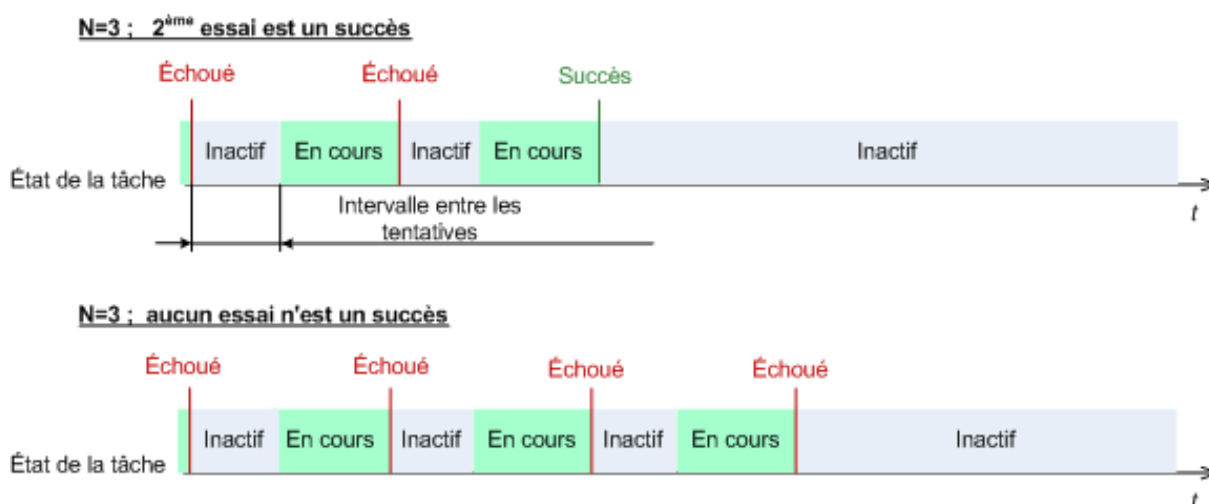 N=3 ; 2ème essai est un succès
Échoué Échoué Succès
Inactif En cours Inactif En cours Inactif
État de la tâche
t
Intervalle entre les
tentatives
N=3 ; aucun essai n'est un succès
Échoué Échoué Échoué Échoué
Inactif En cours Inactif En cours Inactif En cours Inactif
État de la tâche
t